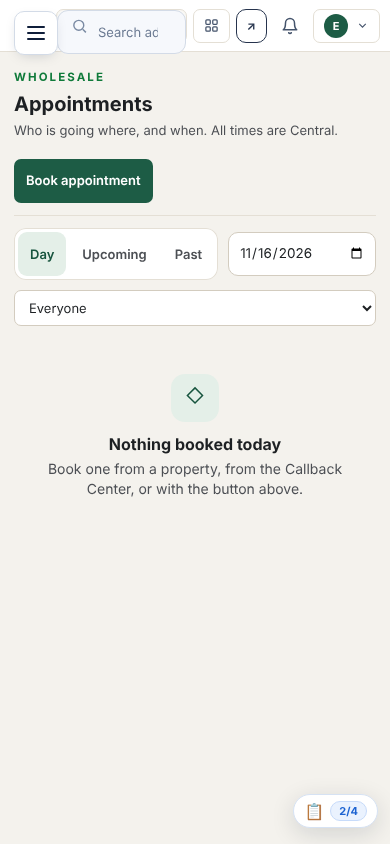 Search ad
E
WHOLESALE
Appointments
Who is going where, and when. All times are Central.
Book appointment
Day
Upcoming
Past
11/16/2026
Everyone
Nothing booked today
Book one from a property, from the Callback
Center, or with the button above.
2/4